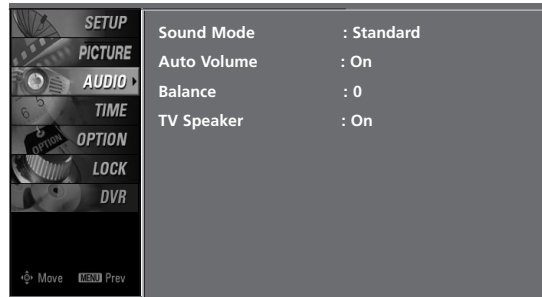 SETUP
PICTURE
AUDIO
TIME
OPTION
LOCK
DVR
Move MENU Prev
Sound Mode : Standard
Auto Volume : On
Balance : 0
TV Speaker : On